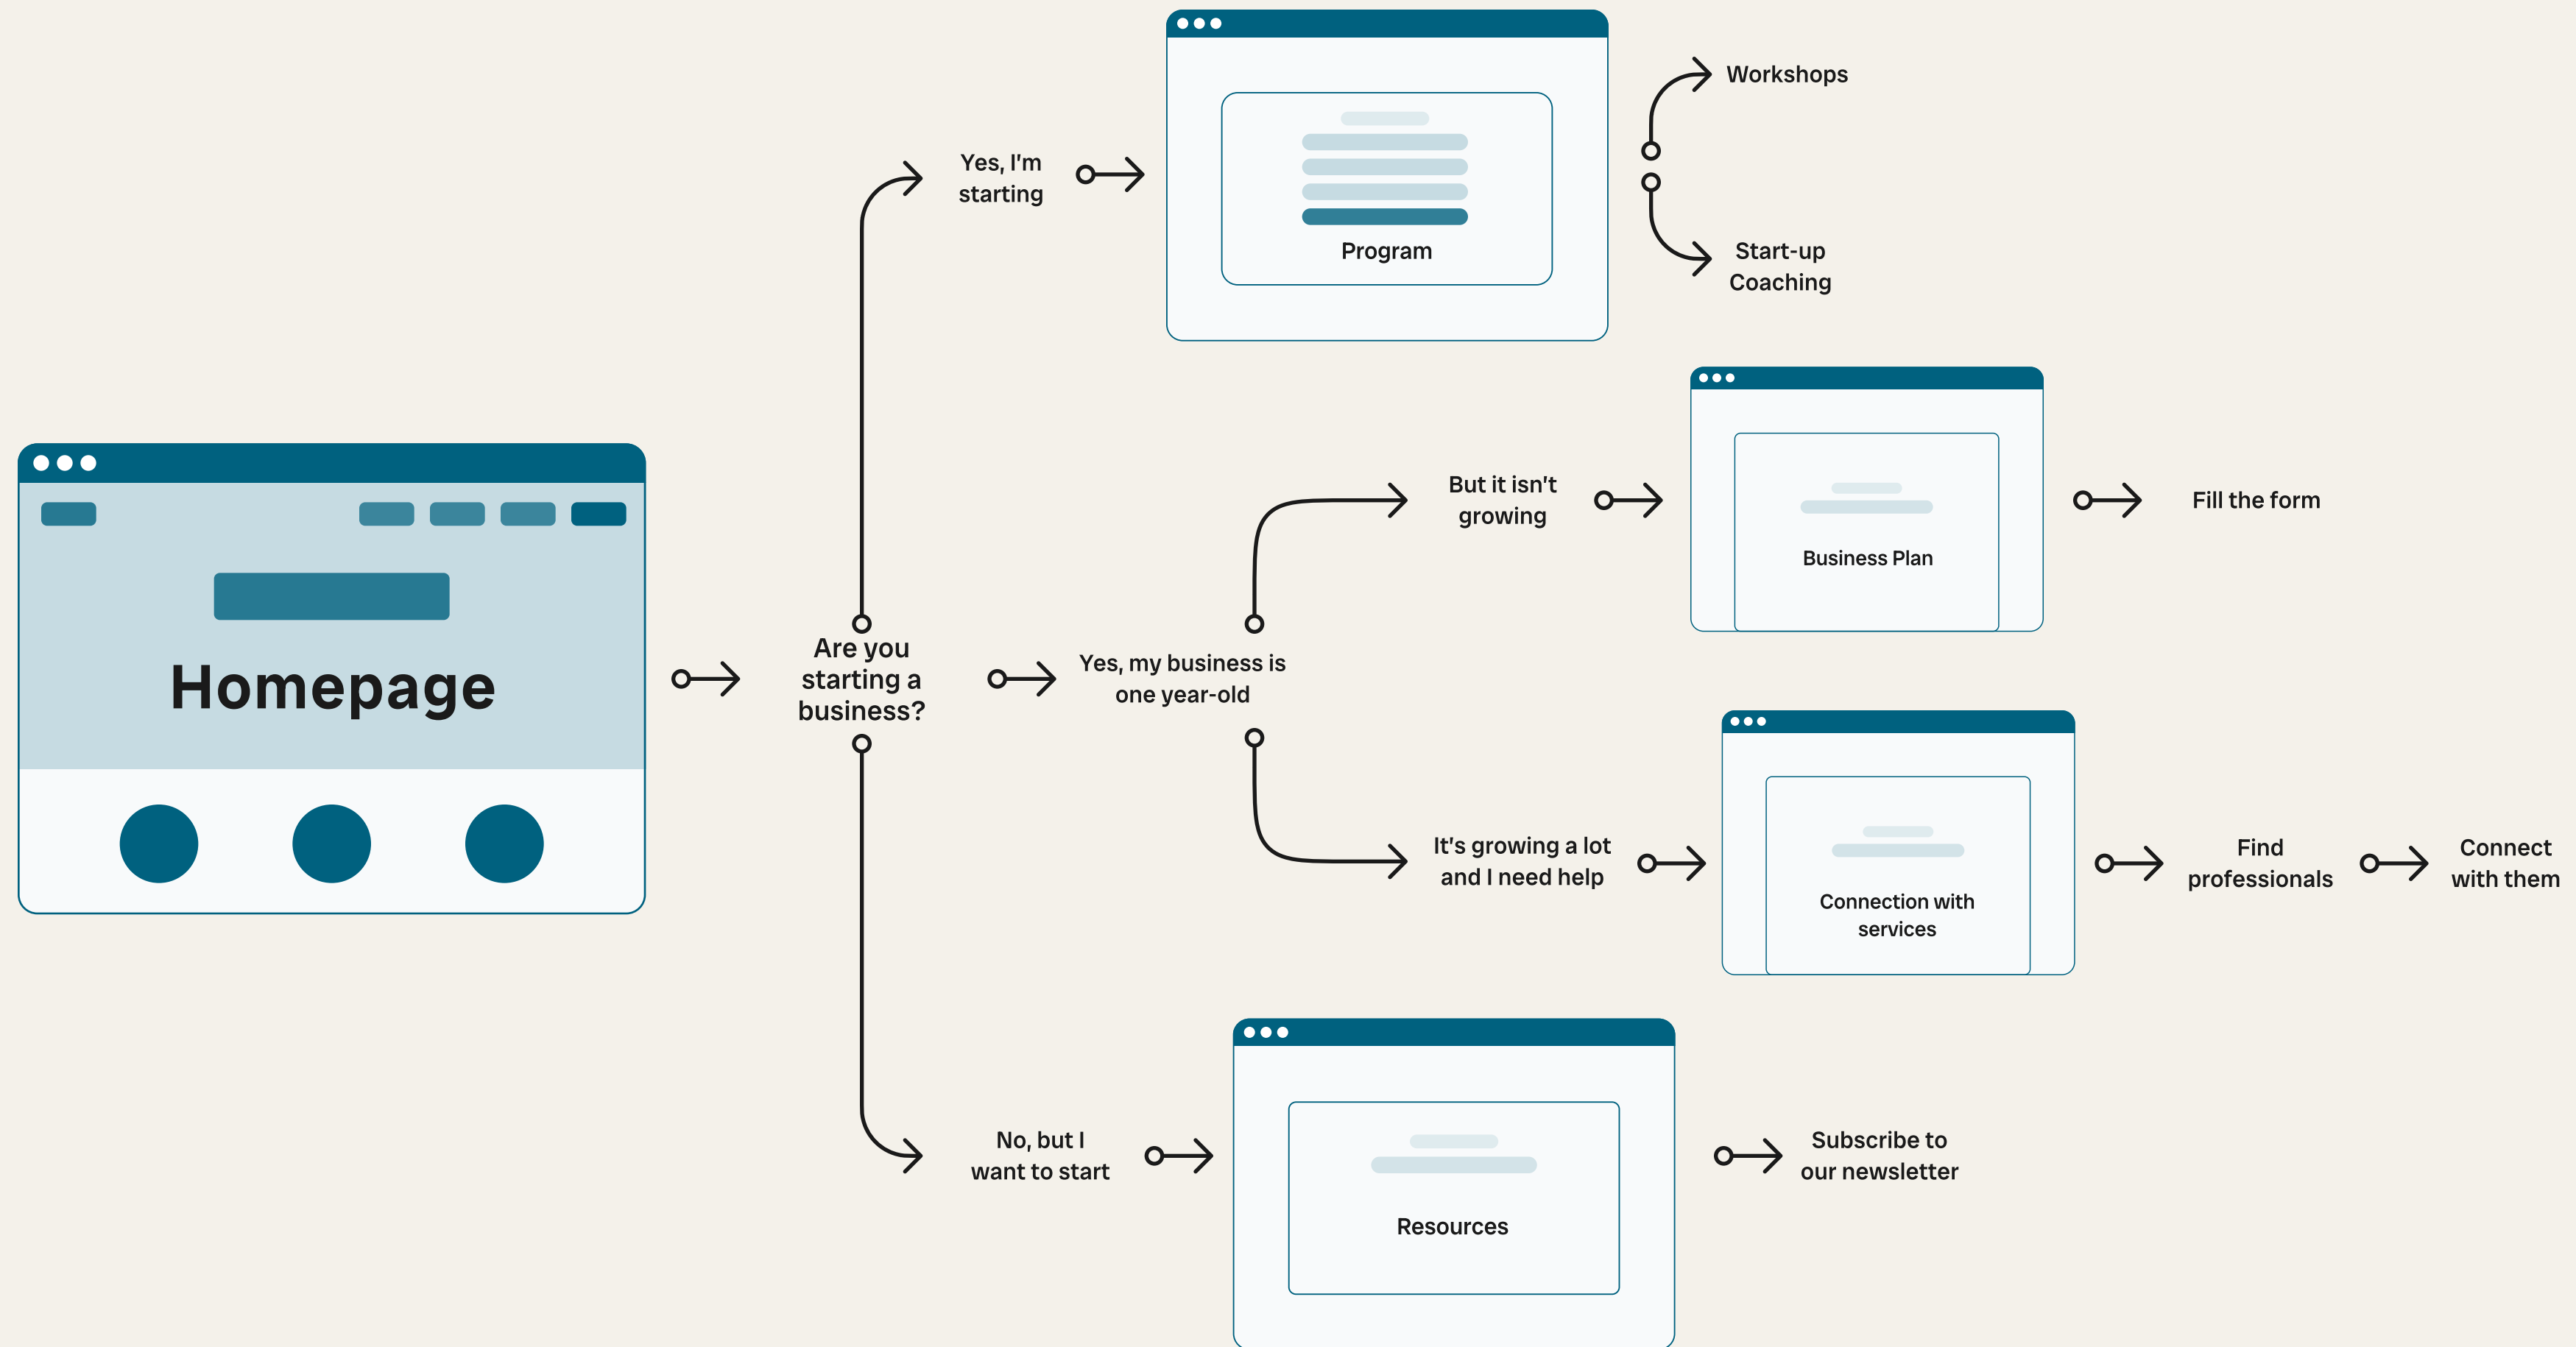 Homepage
Are you
starting a
business?
Yes, I'm
starting
Program
Workshops
Start-up
Coaching
Yes, my business is
one year-old
But it isn't
growing
Business Plan
Fill the form
It's growing a lot
and I need help
Connection with
services
Find
professionals
Connect
with them
No, but I
want to start
Resources
Subscribe to
our newsletter